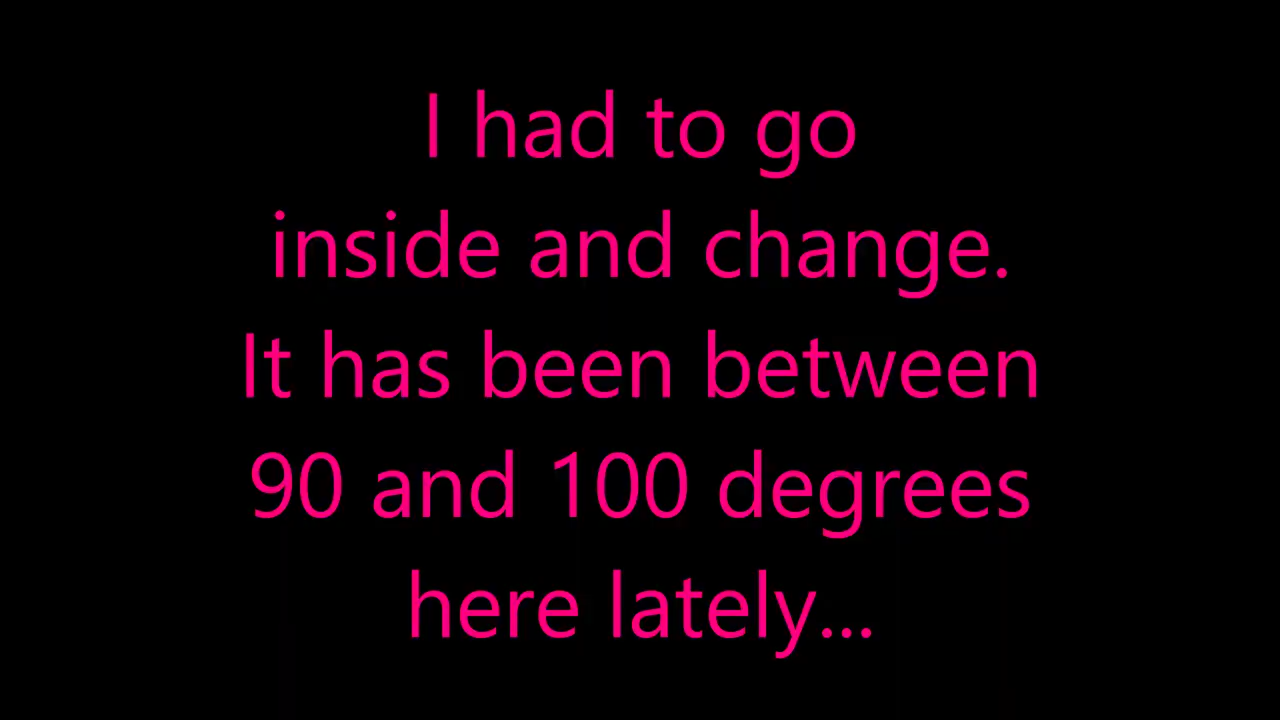 I had to go
inside and change.
It has been between
90 and 100 degrees
here lately...